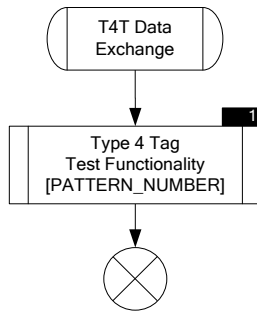 T4T Data
Exchange
1
Type 4 Tag
Test Functionality
[PATTERN_NUMBER]